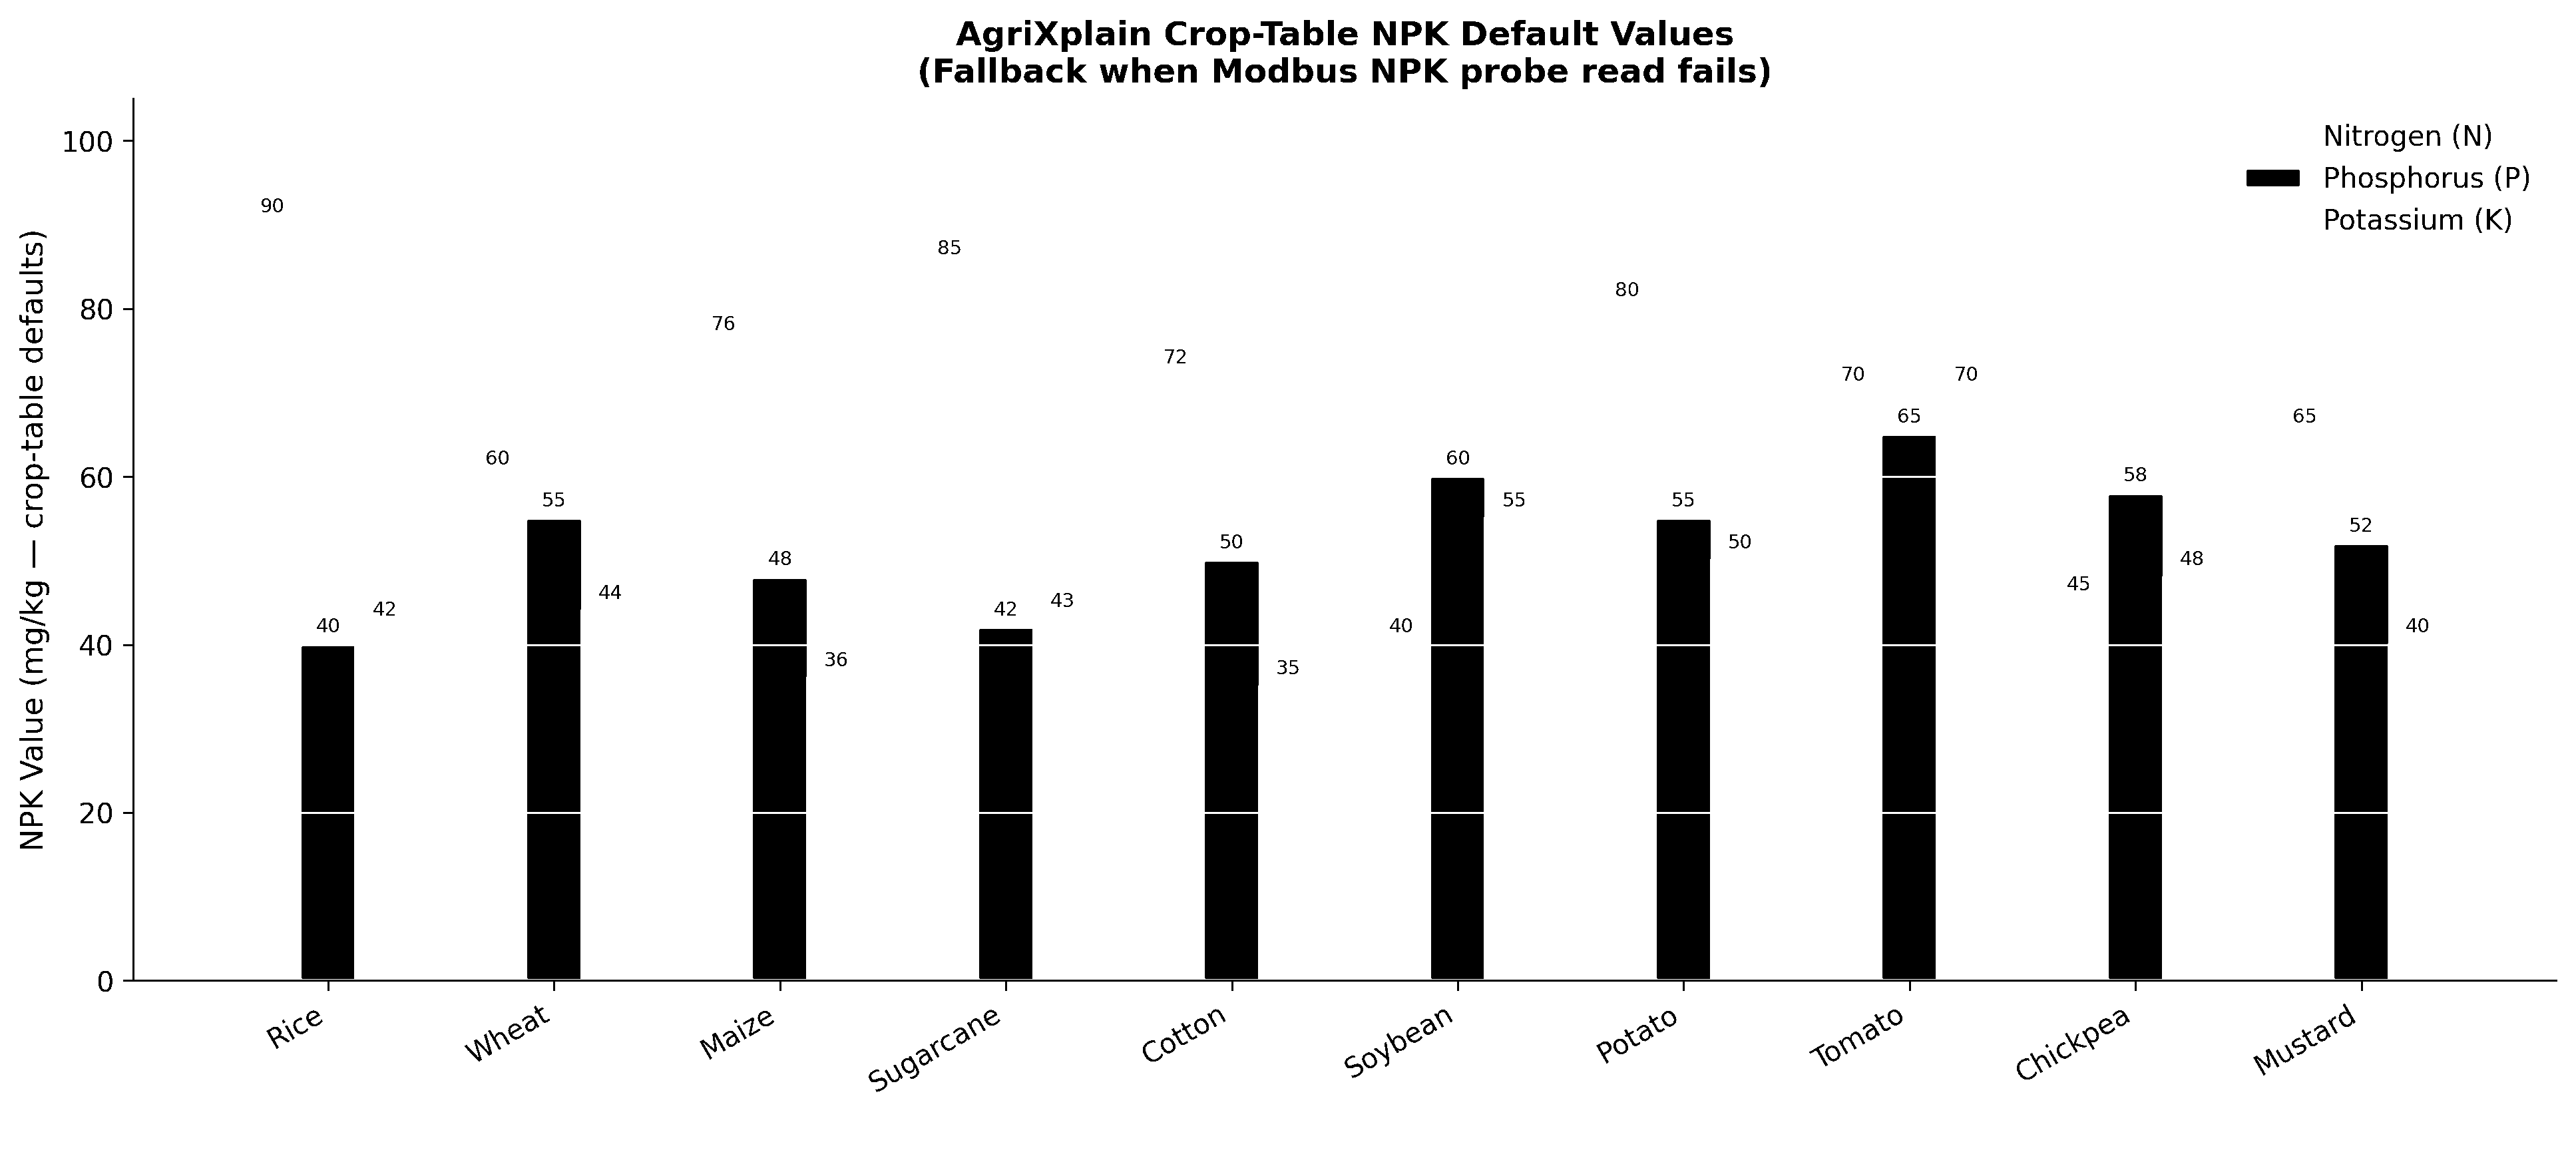 AgriXplain Crop-Table NPK Default Values
(Fallback when Modbus NPK probe read fails)
NPK Value (mg/kg — crop-table defaults)
100
80
60
40
20
0
Nitrogen (N)
Phosphorus (P)
Potassium (K)
90 40 42
60 55 44
76 48 36
85 42 43
72 50 35
40 60 55
80 55 50
70 65 70
45 58 48
65 52 40
Rice Wheat Maize Sugarcane Cotton Soybean Potato Tomato Chickpea Mustard